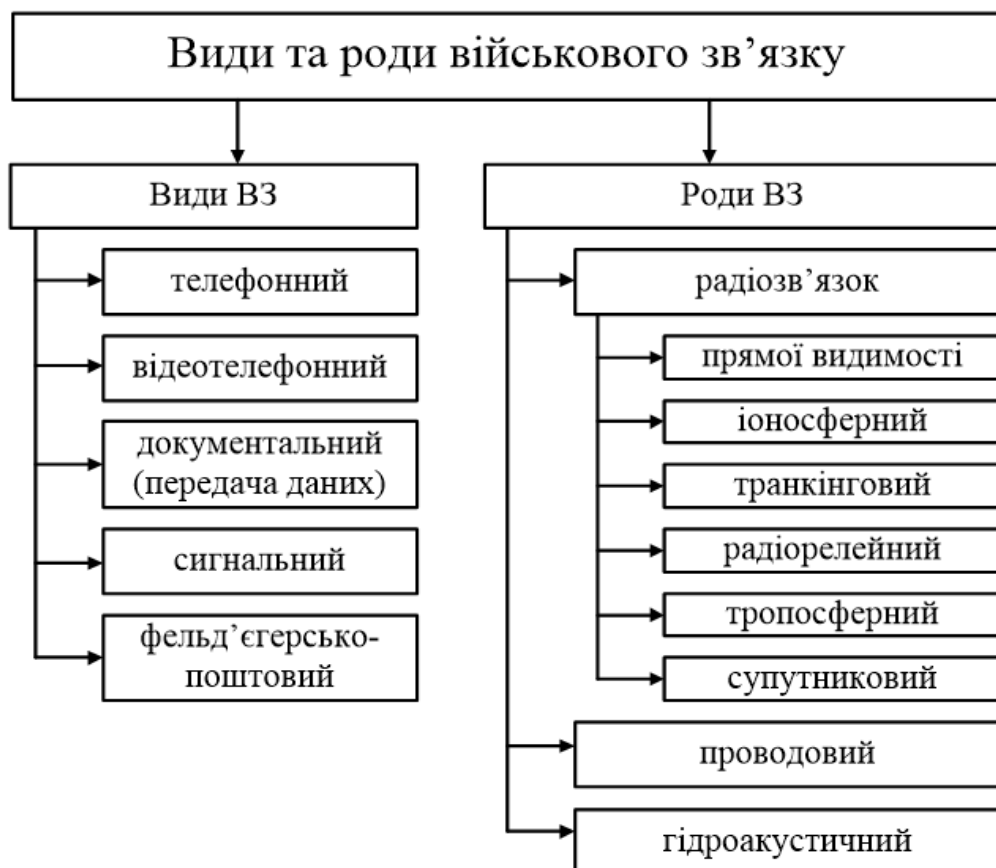 Види та роди військового зв’язку
Види ВЗ
телефонний
відеотелефонний
документальний
(передача даних)
сигнальний
фельд’єгерсько-
поштовий
Роди ВЗ
радіозв’язок
прямої видимості
іоносферний
транкінговий
радіорелейний
тропосферний
супутниковий
проводовий
гідроакустичний